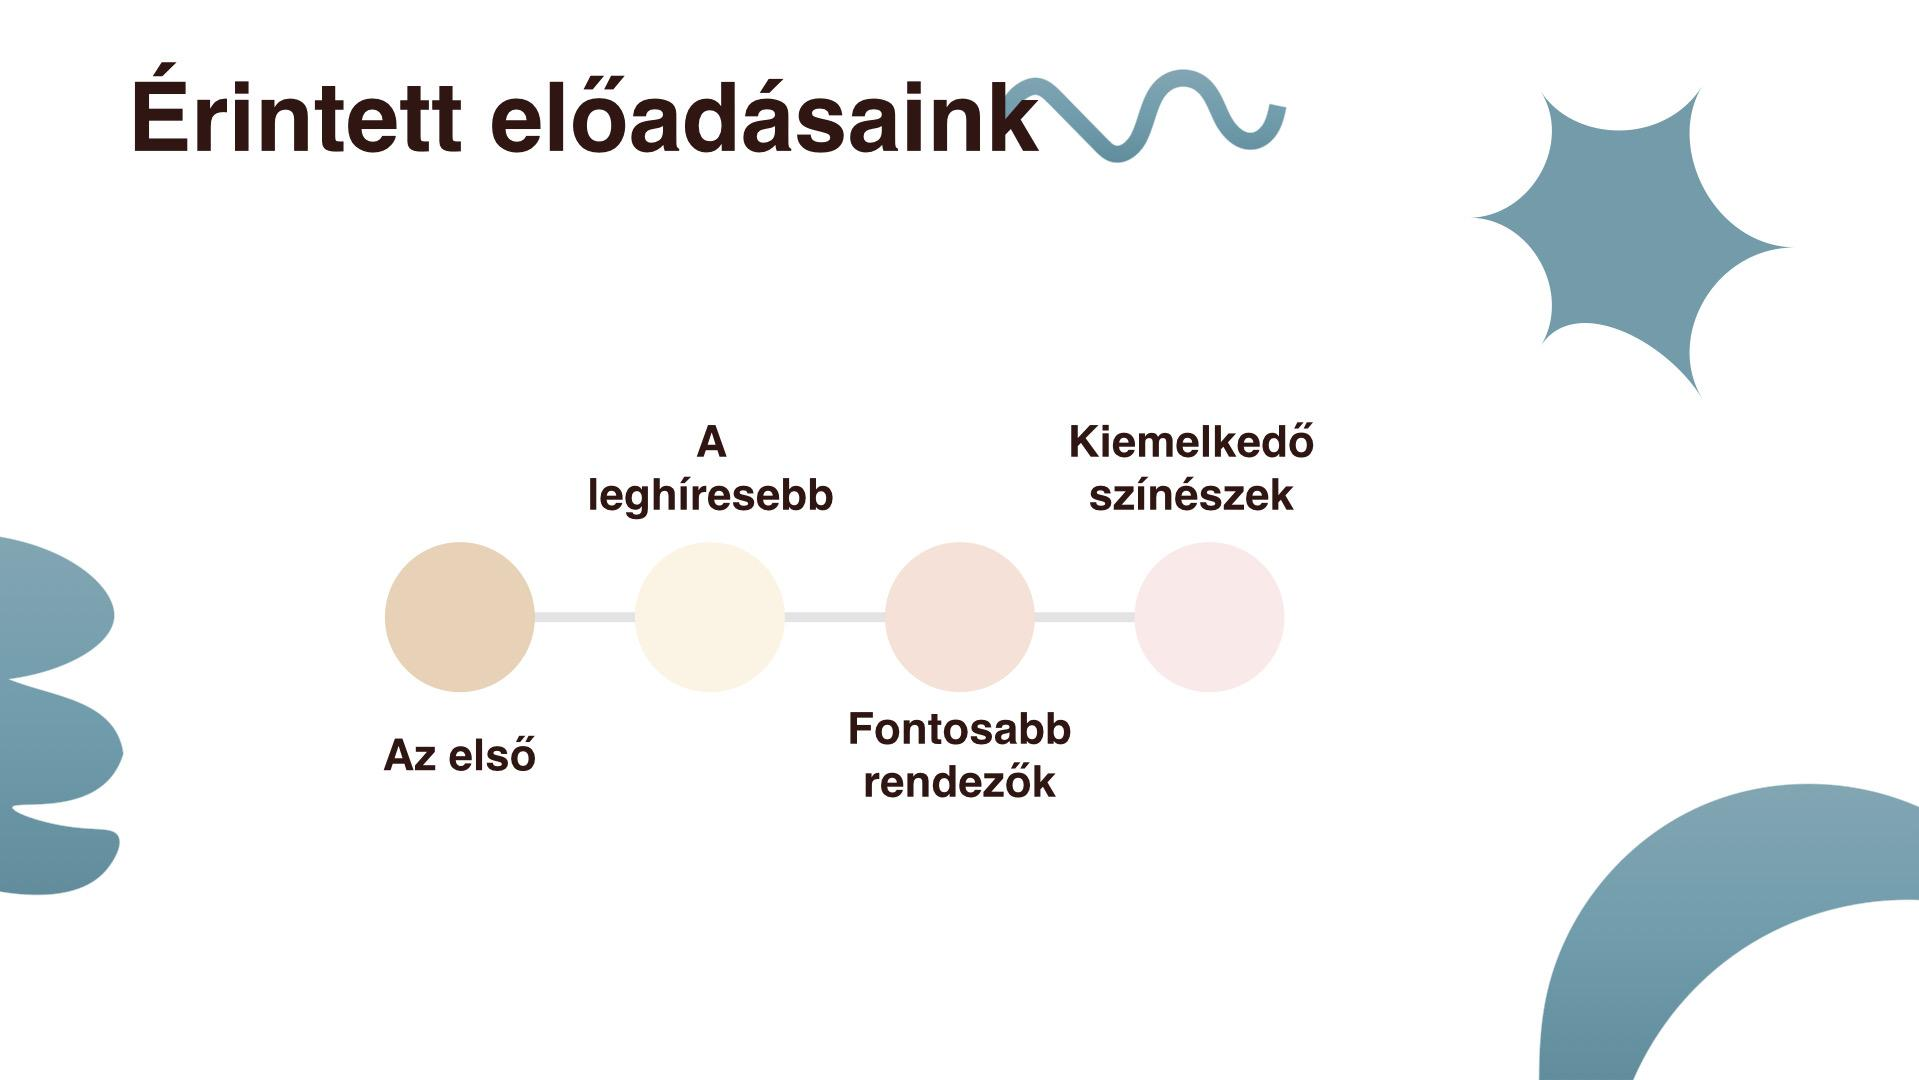 Érintett előadásaink
A
leghíresebb
Kiemelkedő
színészek
Az első
Fontosabb
rendezők